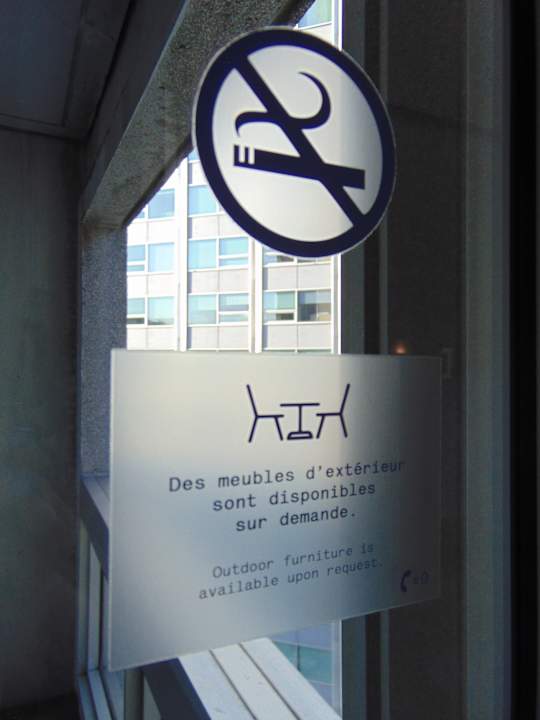 Des meubles d'extérieur
sont disponibles
sur demande.
Outdoor furniture is
available upon request.